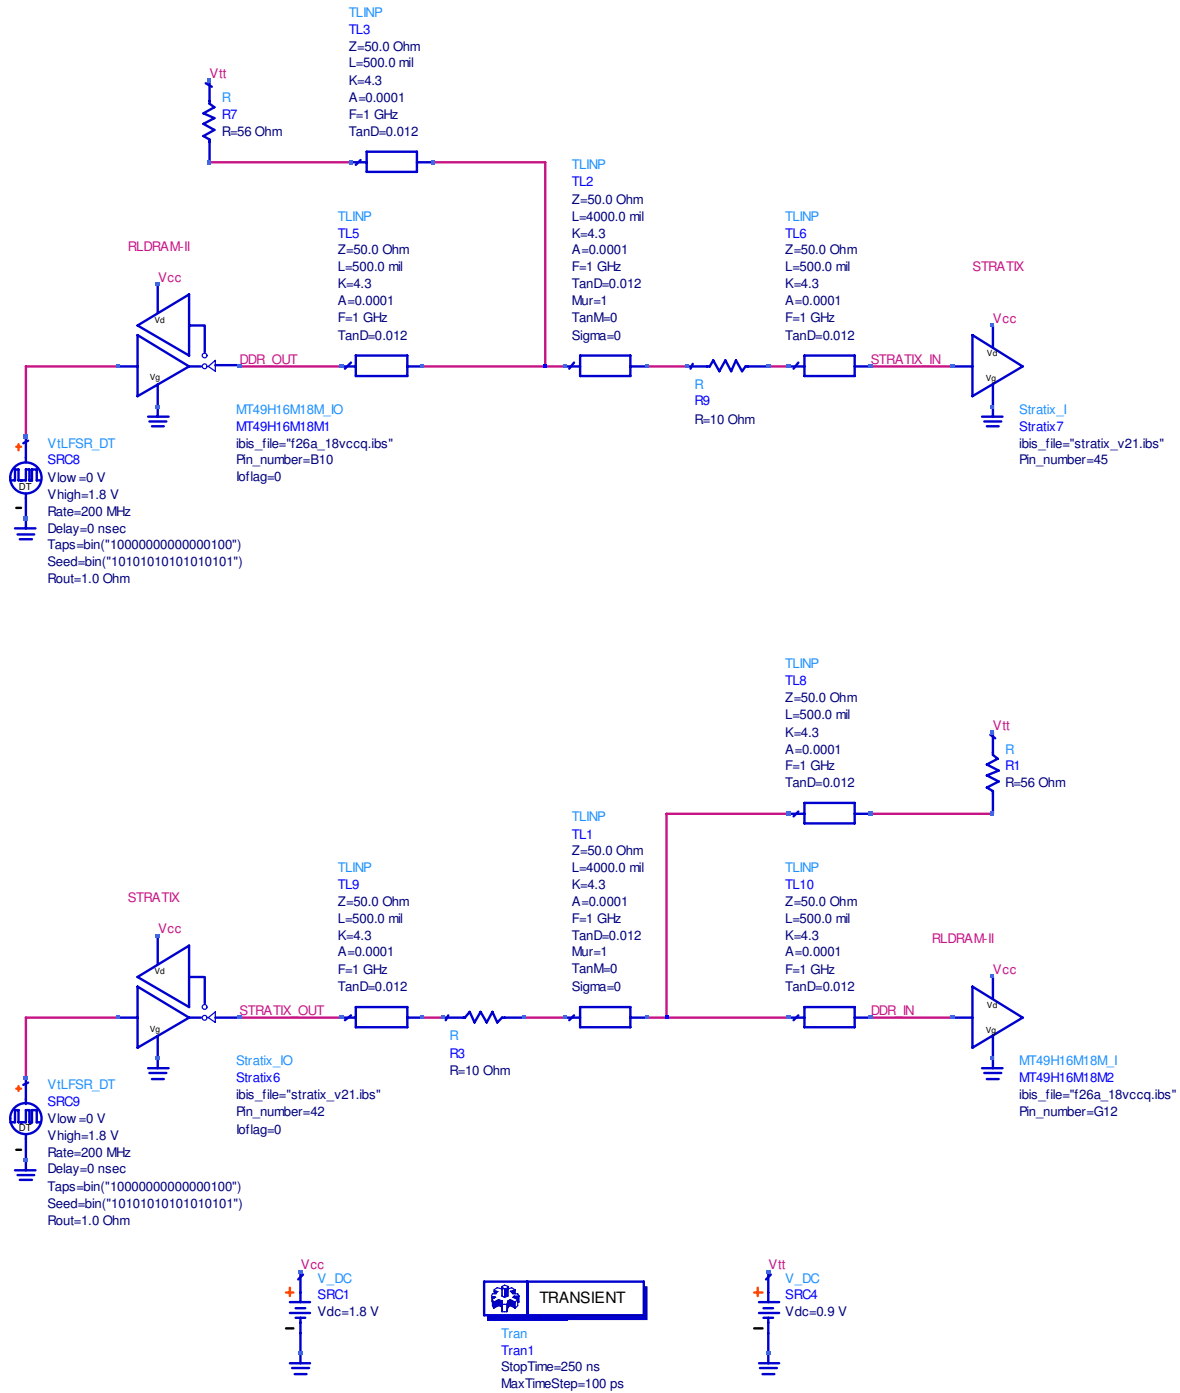 TLINP
TL3
Z=50.0 Ohm
L=500.0 mil
K=4.3
A=0.0001
F=1 GHz
TanD=0.012
Vtt
R
R7
R=56 Ohm
TLINP
TL2
Z=50.0 Ohm
L=4000.0 mil
K=4.3
A=0.0001
F=1 GHz
TanD=0.012
Mur=1
TanM=0
Sigma=0
TLINP
TL5
Z=50.0 Ohm
L=500.0 mil
K=4.3
A=0.0001
F=1 GHz
TanD=0.012
TLINP
TL6
Z=50.0 Ohm
L=500.0 mil
K=4.3
A=0.0001
F=1 GHz
TanD=0.012
RLDRAM-II
Vcc
Vd
Vg
DDR_OUT
MT49H16M18M_IO
MT49H16M18M1
ibis_file="f26a_18vccq.ibs"
Pin_number=B10
Ioflag=0
R
R9
R=10 Ohm
STRATIX_IN
STRATIX
Vcc
Vd
Vg
Stratix_I
Stratix7
ibis_file="stratix_v21.ibs"
Pin_number=45
+
DT
-
VtLFSR_DT
SRC8
Vlow=0 V
Vhigh=1.8 V
Rate=200 MHz
Delay=0 nsec
Taps=bin("10000000000000100")
Seed=bin("10101010101010101")
Rout=1.0 Ohm
TLINP
TL8
Z=50.0 Ohm
L=500.0 mil
K=4.3
A=0.0001
F=1 GHz
TanD=0.012
Vtt
R
R1
R=56 Ohm
TLINP
TL1
Z=50.0 Ohm
L=4000.0 mil
K=4.3
A=0.0001
F=1 GHz
TanD=0.012
Mur=1
TanM=0
Sigma=0
TLINP
TL9
Z=50.0 Ohm
L=500.0 mil
K=4.3
A=0.0001
F=1 GHz
TanD=0.012
TLINP
TL10
Z=50.0 Ohm
L=500.0 mil
K=4.3
A=0.0001
F=1 GHz
TanD=0.012
STRATIX
Vcc
Vd
Vg
STRATIX_OUT
Stratix_IO
Stratix6
ibis_file="stratix_v21.ibs"
Pin_number=42
Ioflag=0
R
R3
R=10 Ohm
DDR_IN
RLDRAM-II
Vcc
Vd
Vg
MT49H16M18M_I
MT49H16M18M2
ibis_file="f26a_18vccq.ibs"
Pin_number=G12
+
DT
-
VtLFSR_DT
SRC9
Vlow=0 V
Vhigh=1.8 V
Rate=200 MHz
Delay=0 nsec
Taps=bin("10000000000000100")
Seed=bin("10101010101010101")
Rout=1.0 Ohm
Vcc
+
-
V_DC
SRC1
Vdc=1.8 V
TRANSIENT
Tran
Tran1
StopTime=250 ns
MaxTimeStep=100 ps
Vtt
+
-
V_DC
SRC4
Vdc=0.9 V